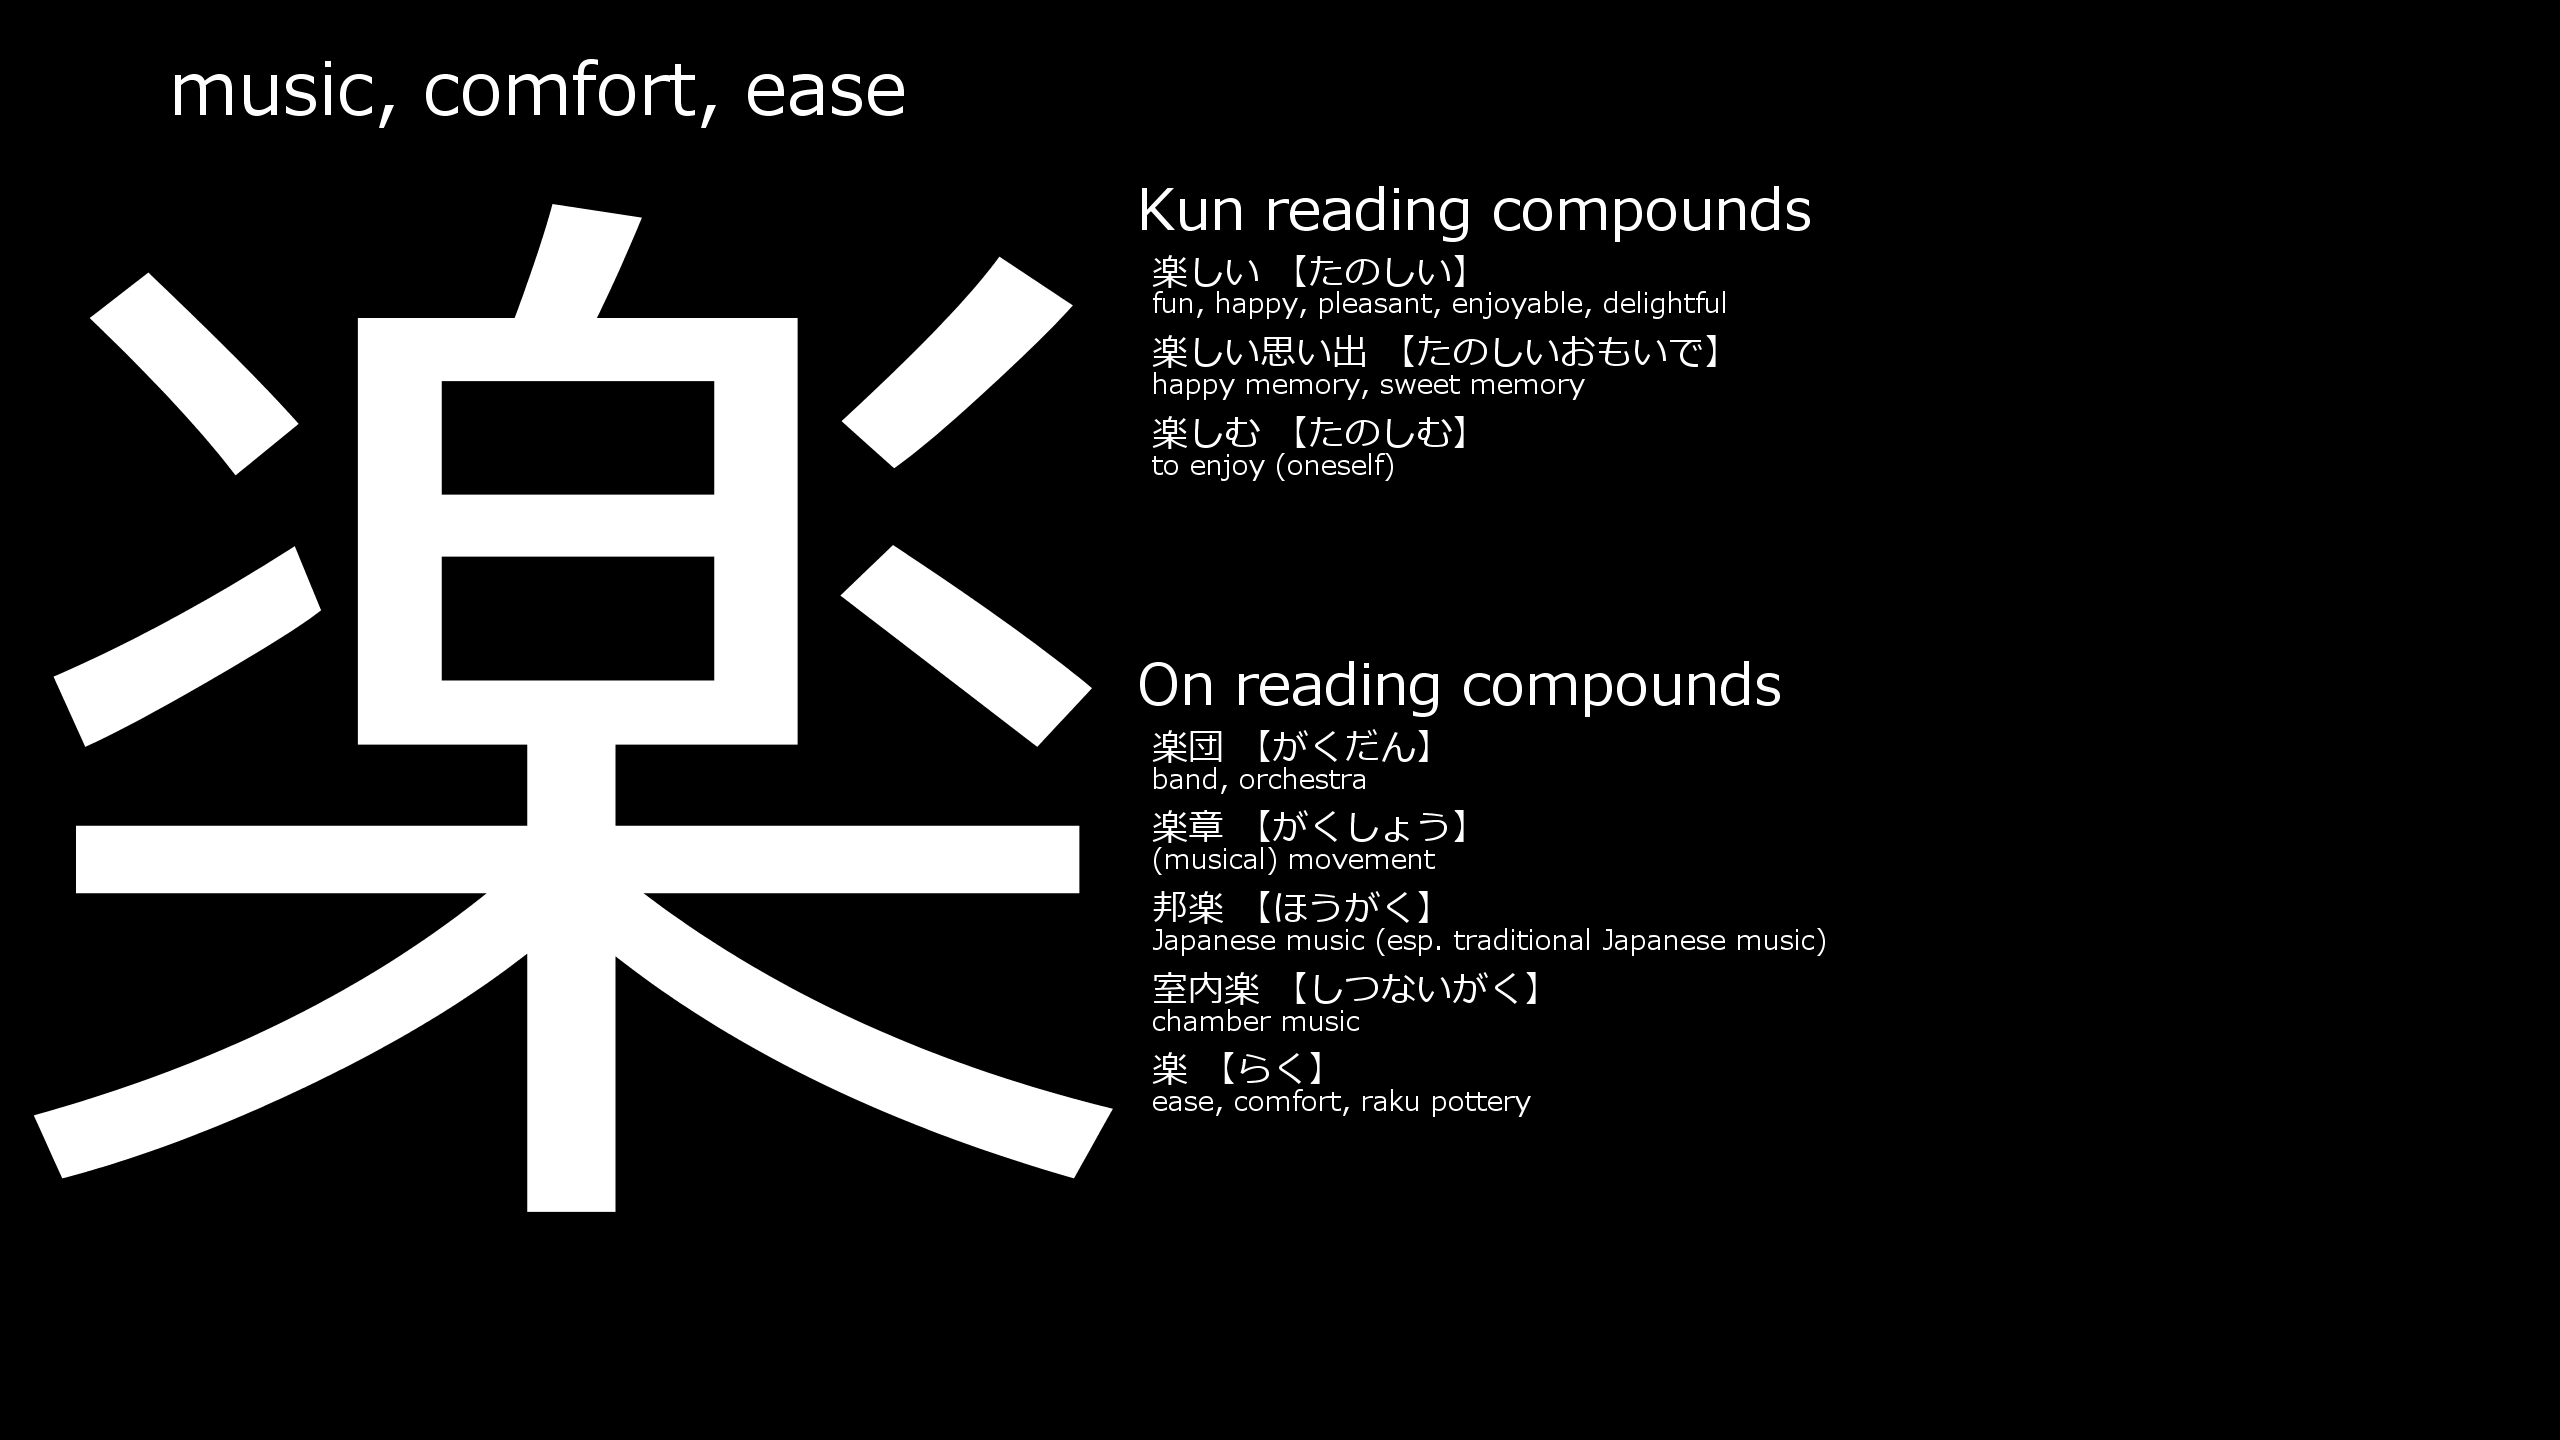 music, comfort, ease
楽
Kun reading compounds
楽しい 【たのしい】
fun, happy, pleasant, enjoyable, delightful
楽しい思い出 【たのしいおもいで】
happy memory, sweet memory
楽しむ 【たのしむ】
to enjoy (oneself)
On reading compounds
楽団 【がくだん】
band, orchestra
楽章 【がくしょう】
(musical) movement
邦楽 【ほうがく】
Japanese music (esp. traditional Japanese music)
室内楽 【しつないがく】
chamber music
楽 【らく】
ease, comfort, raku pottery